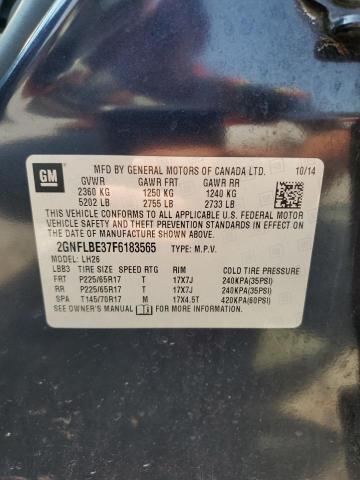 GM
MFD BY GENERAL MOTORS OF CANADA LTD. 10/14
GVWR GAWR FRT GAWR RR
2360 KG 1250 KG 1240 KG
5202 LB 2755 LB 2733 LB
THIS VEHICLE CONFORMS TO ALL APPLICABLE U.S. FEDERAL MOTOR
VEHICLE SAFETY AND THEFT PREVENTION STANDARDS IN EFFECT ON
THE DATE OF MANUFACTURE SHOWN ABOVE.
2GNFLBE37F6183565 TYPE: M.P.V.
MODEL: LH26
LBB3 TIRE SIZE SPEED RTG RIM COLD TIRE PRESSURE
FRT P225/65R17 T 17X7J 240KPA(35PSI)
RR P225/65R17 T 17X7J 240KPA(35PSI)
SPA T145/70R17 M 17X4.5T 420KPA(60PSI)
SEE OWNER'S MANUAL FOR MORE INFORMATION.